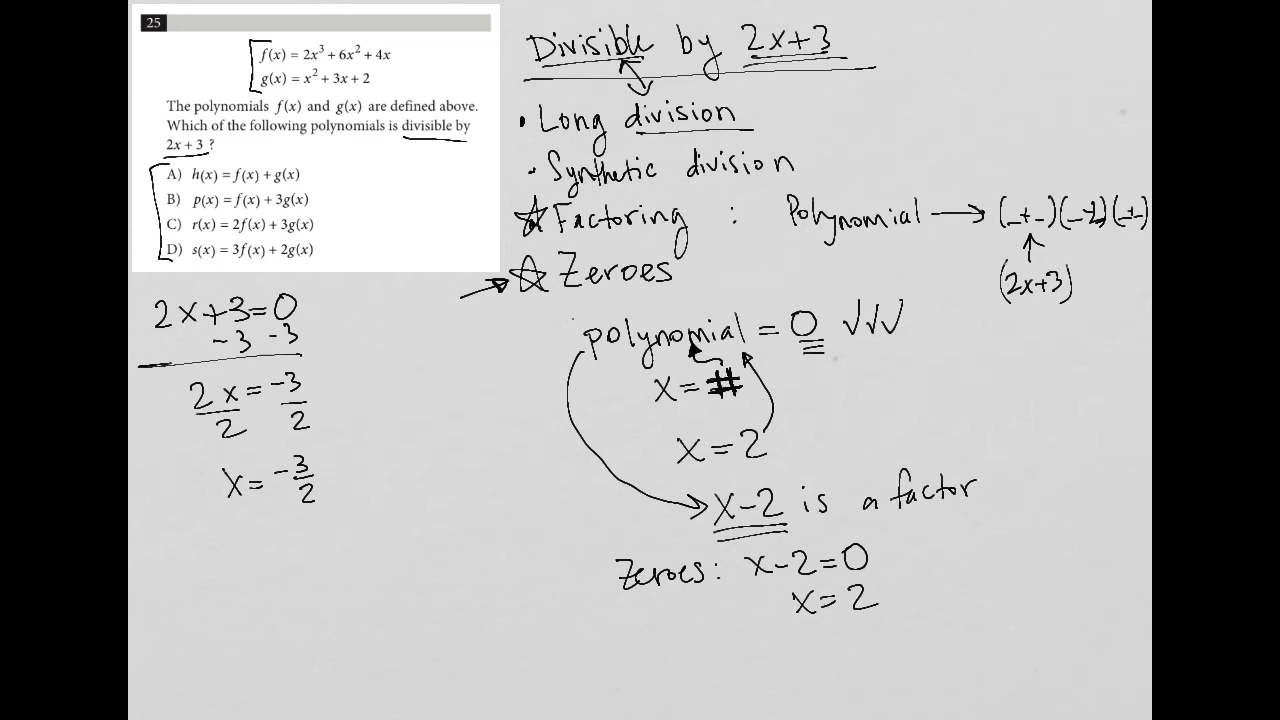 25
f(x) = 2x³ + 6x² + 4x
g(x) = x² + 3x + 2
The polynomials f(x) and g(x) are defined above.
Which of the following polynomials is divisible by
2x + 3 ?
A) h(x) = f(x) + g(x)
B) p(x) = f(x) + 3g(x)
C) r(x) = 2f(x) + 3g(x)
D) s(x) = 3f(x) + 2g(x)
2x+3=0
-3 -3
2x = -3
2 2
x = -3/2
Divisible by 2x+3
• Long division
• Synthetic division
☆ Factoring : Polynomial → (_+_)(_-_)(_+_)
(2x+3)
→ ☆ Zeroes
polynomial = 0 √√√
x = #
x = 2
x-2 is a factor
Zeroes: x-2=0
x=2